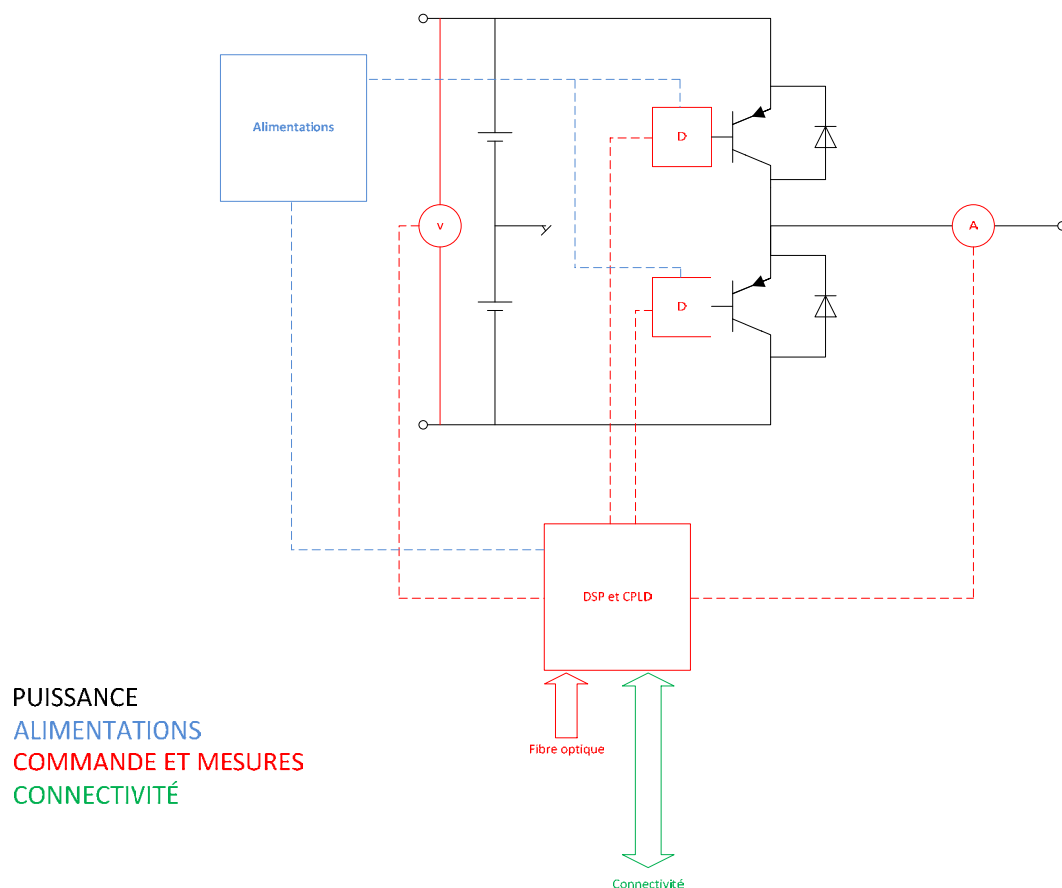 Alimentations
D
v
A
D
DSP et CPLD
PUISSANCE
ALIMENTATIONS
COMMANDE ET MESURES
CONNECTIVITÉ
Fibre optique
Connectivité